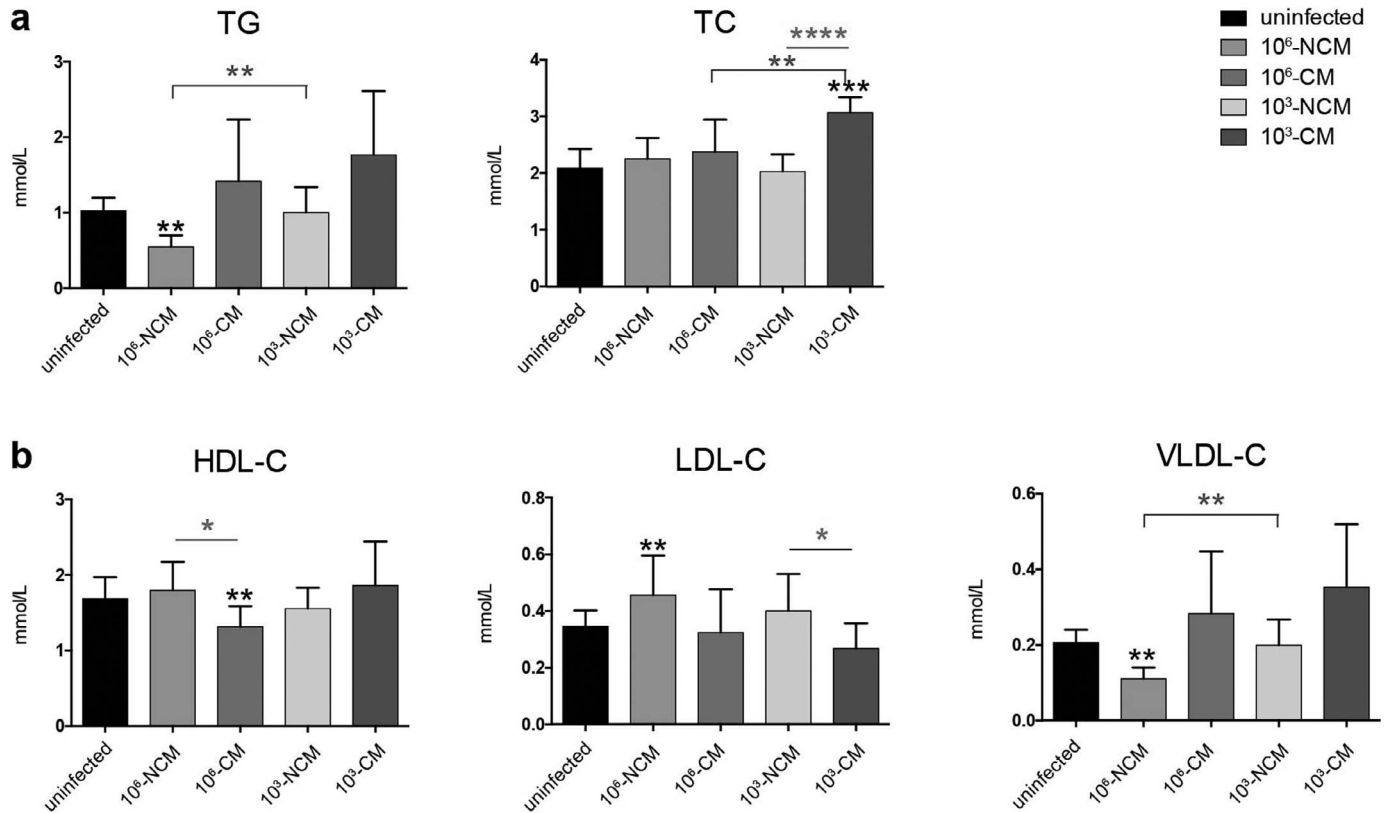 a
TG
TC
uninfected
10⁶-NCM
10⁶-CM
10³-NCM
10³-CM
**
**
mmol/L
3
2
1
0
uninfected
10⁶-NCM
10⁶-CM
10³-NCM
10³-CM
****
**
***
mmol/L
4
3
2
1
0
uninfected
10⁶-NCM
10⁶-CM
10³-NCM
10³-CM
b
HDL-C
LDL-C
VLDL-C
*
**
mmol/L
3
2
1
0
uninfected
10⁶-NCM
10⁶-CM
10³-NCM
10³-CM
**
*
mmol/L
0.8
0.6
0.4
0.2
0.0
uninfected
10⁶-NCM
10⁶-CM
10³-NCM
10³-CM
**
**
mmol/L
0.6
0.4
0.2
0.0
uninfected
10⁶-NCM
10⁶-CM
10³-NCM
10³-CM